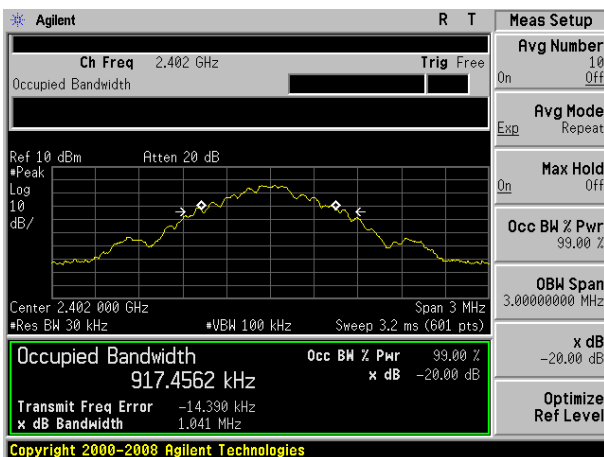 Agilent R T
Meas Setup
Ch Freq 2.402 GHz Trig Free
Occupied Bandwidth
Ref 10 dBm Atten 20 dB
#Peak
Log
10
dB/
Center 2.402 000 GHz Span 3 MHz
#Res BW 30 kHz #VBW 100 kHz Sweep 3.2 ms (601 pts)
Occupied Bandwidth
917.4562 kHz
Occ BW % Pwr 99.00 %
x dB -20.00 dB
Transmit Freq Error -14.390 kHz
x dB Bandwidth 1.041 MHz
Copyright 2000-2008 Agilent Technologies
Avg Number
10
On Off
Avg Mode
Exp Repeat
Max Hold
On Off
Occ BW % Pwr
99.00 %
OBW Span
3.00000000 MHz
x dB
-20.00 dB
Optimize
Ref Level